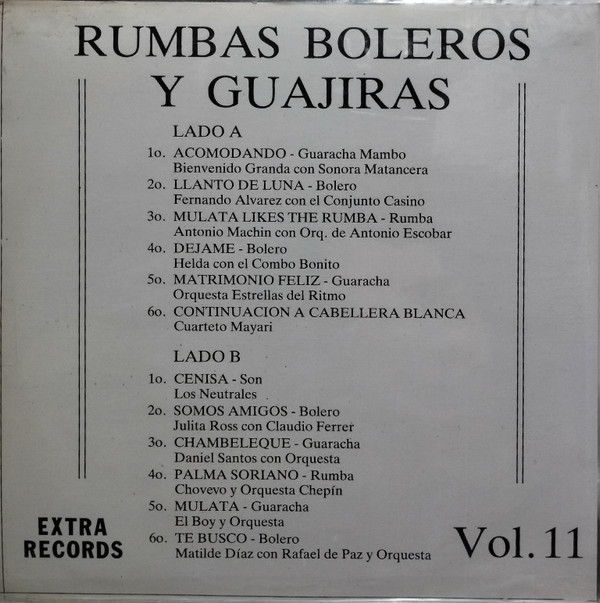 RUMBAS BOLEROS
Y GUAJIRAS
LADO A
1o. ACOMODANDO - Guaracha Mambo
Bienvenido Granda con Sonora Matancera
2o. LLANTO DE LUNA - Bolero
Fernando Alvarez con el Conjunto Casino
3o. MULATA LIKES THE RUMBA - Rumba
Antonio Machin con Orq. de Antonio Escobar
4o. DEJAME - Bolero
Helda con el Combo Bonito
5o. MATRIMONIO FELIZ - Guaracha
Orquesta Estrellas del Ritmo
6o. CONTINUACION A CABELLERA BLANCA
Cuarteto Mayari
LADO B
1o. CENISA - Son
Los Neutrales
2o. SOMOS AMIGOS - Bolero
Julita Ross con Claudio Ferrer
3o. CHAMBELEQUE - Guaracha
Daniel Santos con Orquesta
4o. PALMA SORIANO - Rumba
Chovevo y Orquesta Chepín
5o. MULATA - Guaracha
El Boy y Orquesta
6o. TE BUSCO - Bolero
Matilde Díaz con Rafael de Paz y Orquesta
EXTRA
RECORDS
Vol. 11